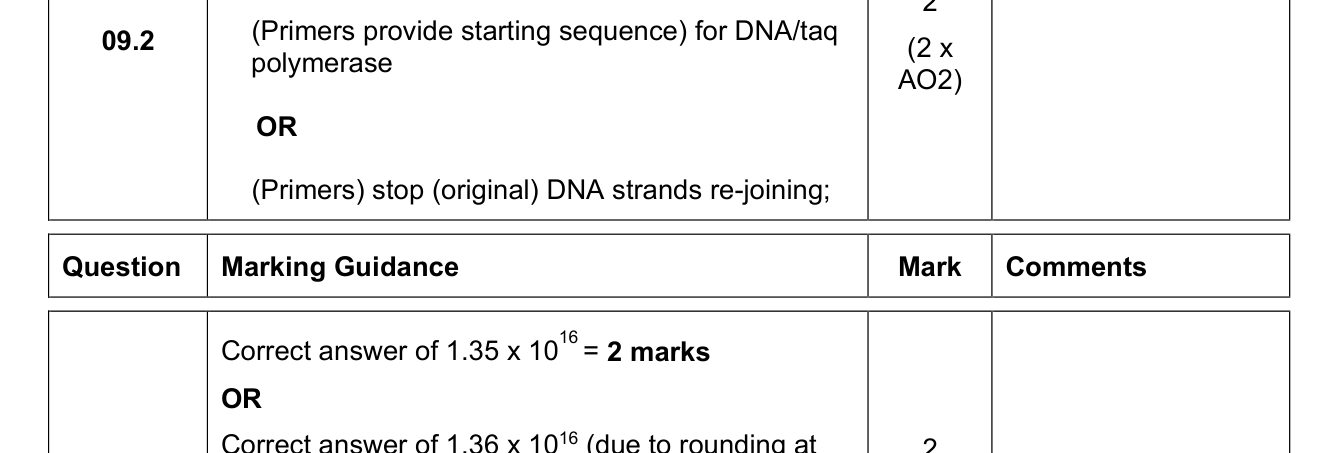 2
09.2
(Primers provide starting sequence) for DNA/taq
polymerase
(2 x
AO2)
OR
(Primers) stop (original) DNA strands re-joining;
Question Marking Guidance Mark Comments
Correct answer of 1.35 x 10¹⁶ = 2 marks
OR
Correct answer of 1.36 x 10¹⁶ (due to rounding at
2